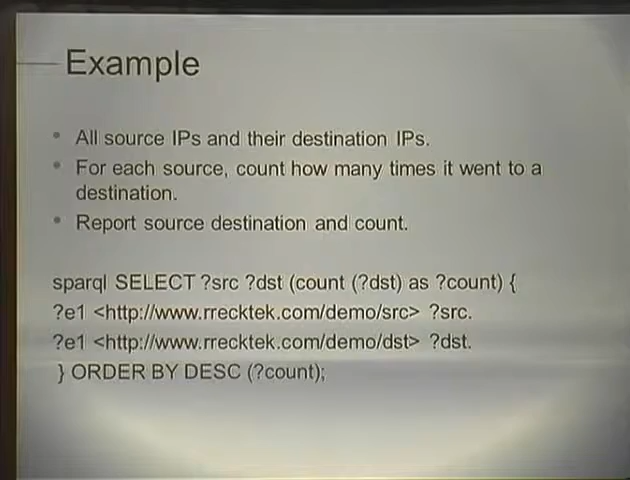 Example
• All source IPs and their destination IPs.
• For each source, count how many times it went to a
destination.
• Report source destination and count.
sparql SELECT ?src ?dst (count (?dst) as ?count) {
?e1 <http://www.rrecktek.com/demo/src> ?src.
?e1 <http://www.rrecktek.com/demo/dst> ?dst.
} ORDER BY DESC (?count);